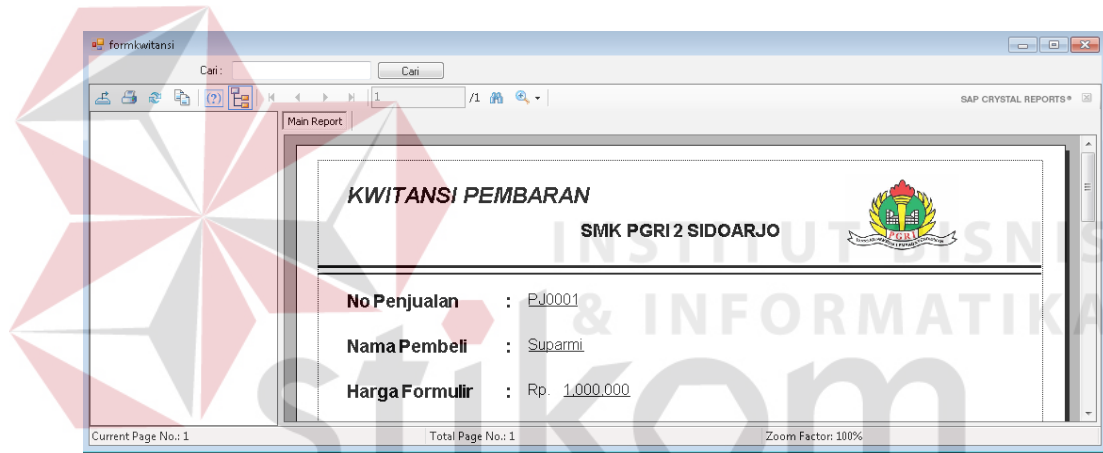 formkwitansi
Cari : Cari
1 /1 SAP CRYSTAL REPORTS®
Main Report
KWITANSI PEMBARAN
SMK PGRI 2 SIDOARJO
PGRI
INSTITUT BISNIS
& INFORMATIKA
stikom
No Penjualan : PJ0001
Nama Pembeli : Suparmi
Harga Formulir : Rp. 1,000,000
Current Page No.: 1 Total Page No.: 1 Zoom Factor: 100%